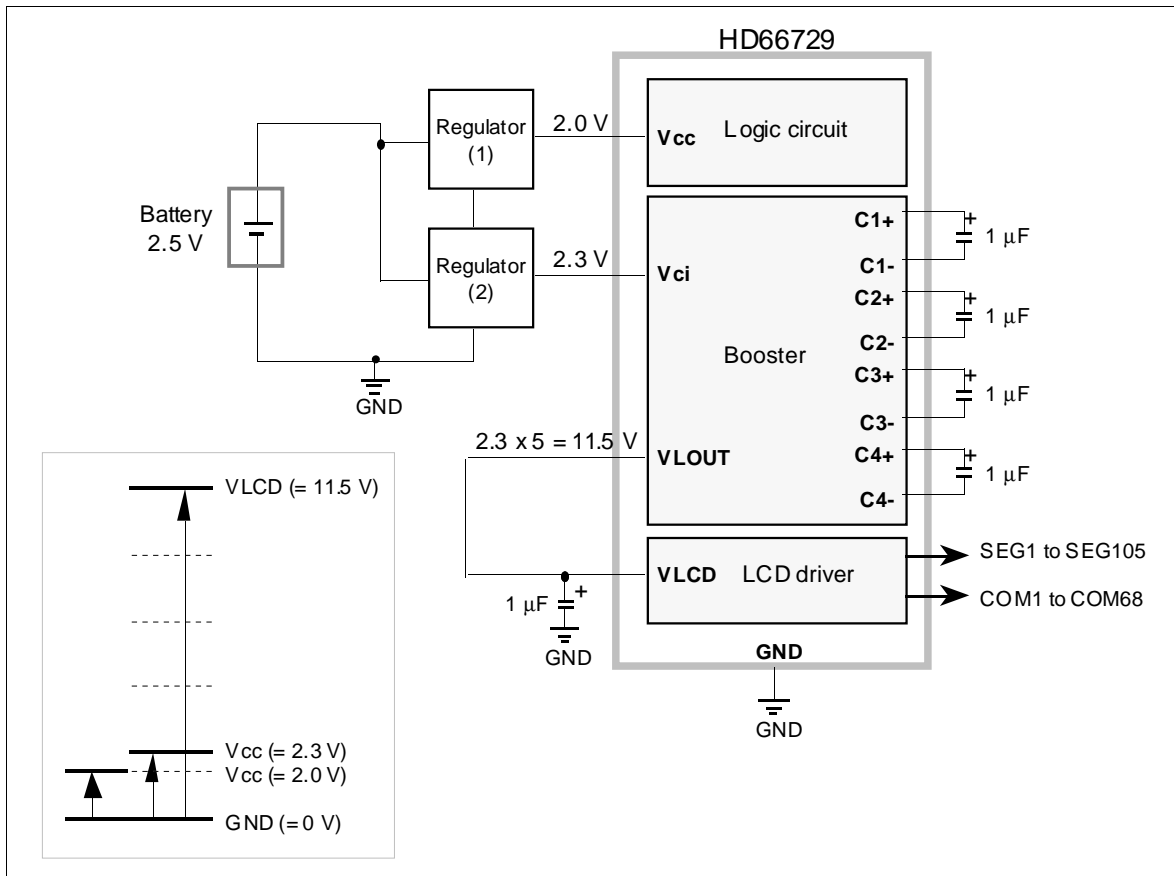 HD66729
Regulator
(1)
2.0 V
Vcc
Logic circuit
Battery
2.5 V
Regulator
(2)
2.3 V
Vci
Booster
C1+
+
1 μF
C1-
C2+
+
1 μF
C2-
C3+
+
1 μF
C3-
C4+
+
1 μF
C4-
GND
2.3 x 5 = 11.5 V
VLOUT
VLCD
LCD driver
SEG1 to SEG105
COM1 to COM68
1 μF
+
GND
GND
GND
VLCD (= 11.5 V)
Vcc (= 2.3 V)
Vcc (= 2.0 V)
GND (= 0 V)